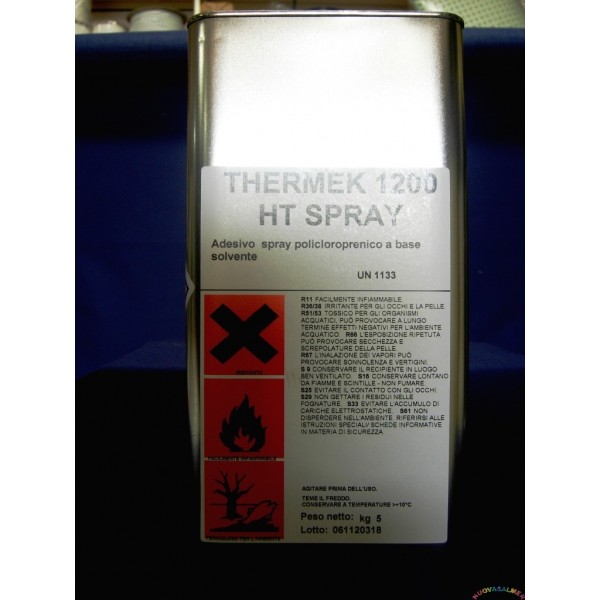 THERMEK 1200
HT SPRAY
Adesivo spray policloroprenico a base
solvente
UN 1133
R11 FACILMENTE INFIAMMABILE.
R36/38 IRRITANTE PER GLI OCCHI E LA PELLE.
R51/53 TOSSICO PER GLI ORGANISMI
ACQUATICI, PUÒ PROVOCARE A LUNGO
TERMINE EFFETTI NEGATIVI PER L'AMBIENTE
ACQUATICO. R66 L'ESPOSIZIONE RIPETUTA
PUÒ PROVOCARE SECCHEZZA E
SCREPOLATURE DELLA PELLE.
R67 L'INALAZIONE DEI VAPORI PUÒ
PROVOCARE SONNOLENZA E VERTIGINI.
S 9 CONSERVARE IL RECIPIENTE IN LUOGO
BEN VENTILATO. S16 CONSERVARE LONTANO
DA FIAMME E SCINTILLE - NON FUMARE.
S25 EVITARE IL CONTATTO CON GLI OCCHI.
S29 NON GETTARE I RESIDUI NELLE
FOGNATURE. S33 EVITARE L'ACCUMULO DI
CARICHE ELETTROSTATICHE. S61 NON
DISPERDERE NELL'AMBIENTE. RIFERIRSI ALLE
ISTRUZIONI SPECIALI/ SCHEDE INFORMATIVE
IN MATERIA DI SICUREZZA
IRRITANTE
FACILMENTE INFIAMMABILE
PERICOLOSO PER L'AMBIENTE
AGITARE PRIMA DELL'USO.
TEME IL FREDDO.
CONSERVARE A TEMPERATURE >=10°C
Peso netto: kg 5
Lotto: 061120318